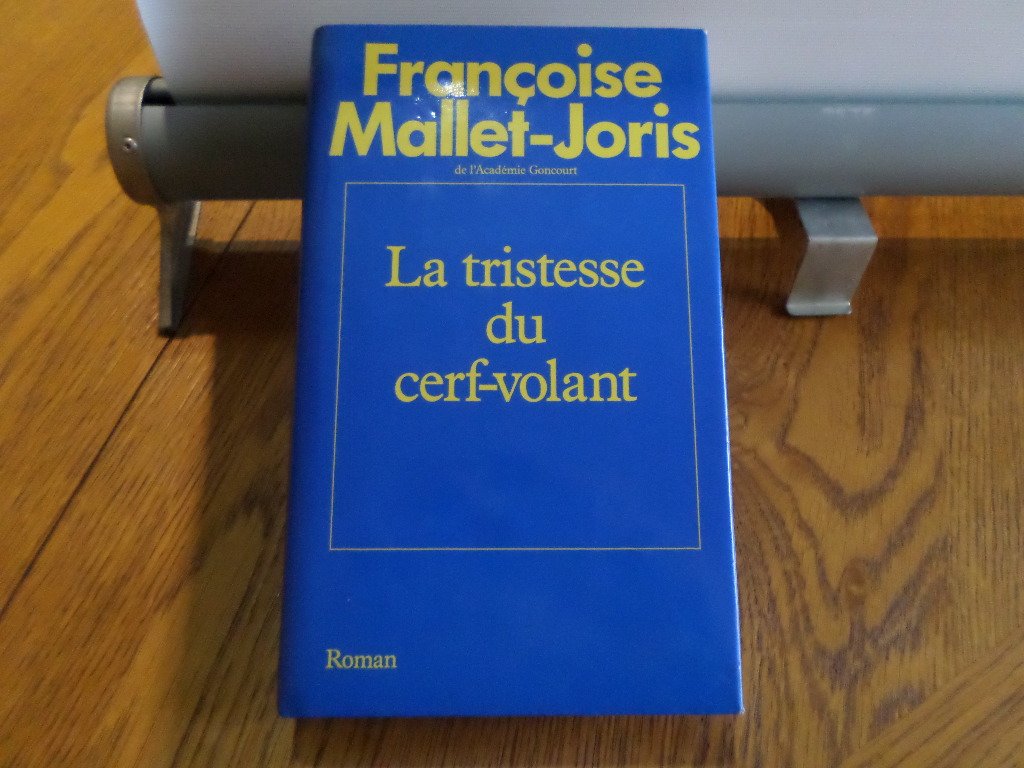 Françoise
Mallet-Joris
de l'Académie Goncourt
La tristesse
du
cerf-volant
Roman